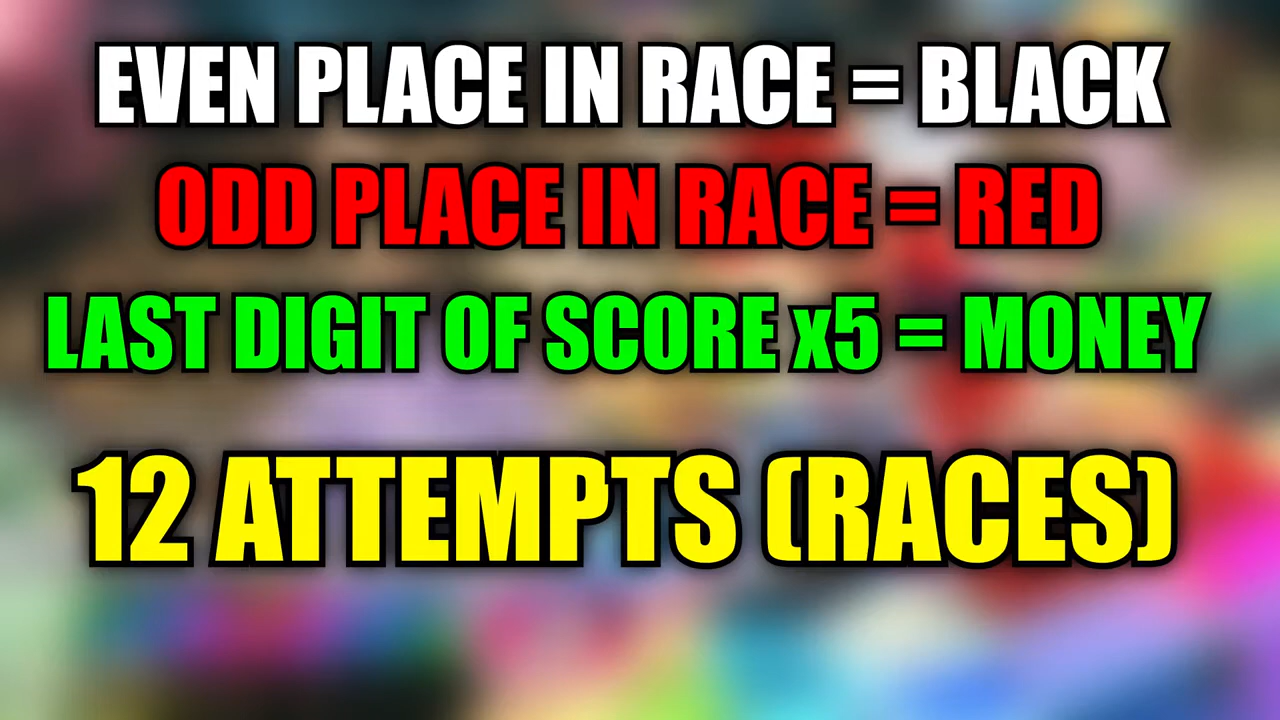 EVEN PLACE IN RACE = BLACK
ODD PLACE IN RACE = RED
LAST DIGIT OF SCORE x5 = MONEY
12 ATTEMPTS (RACES)